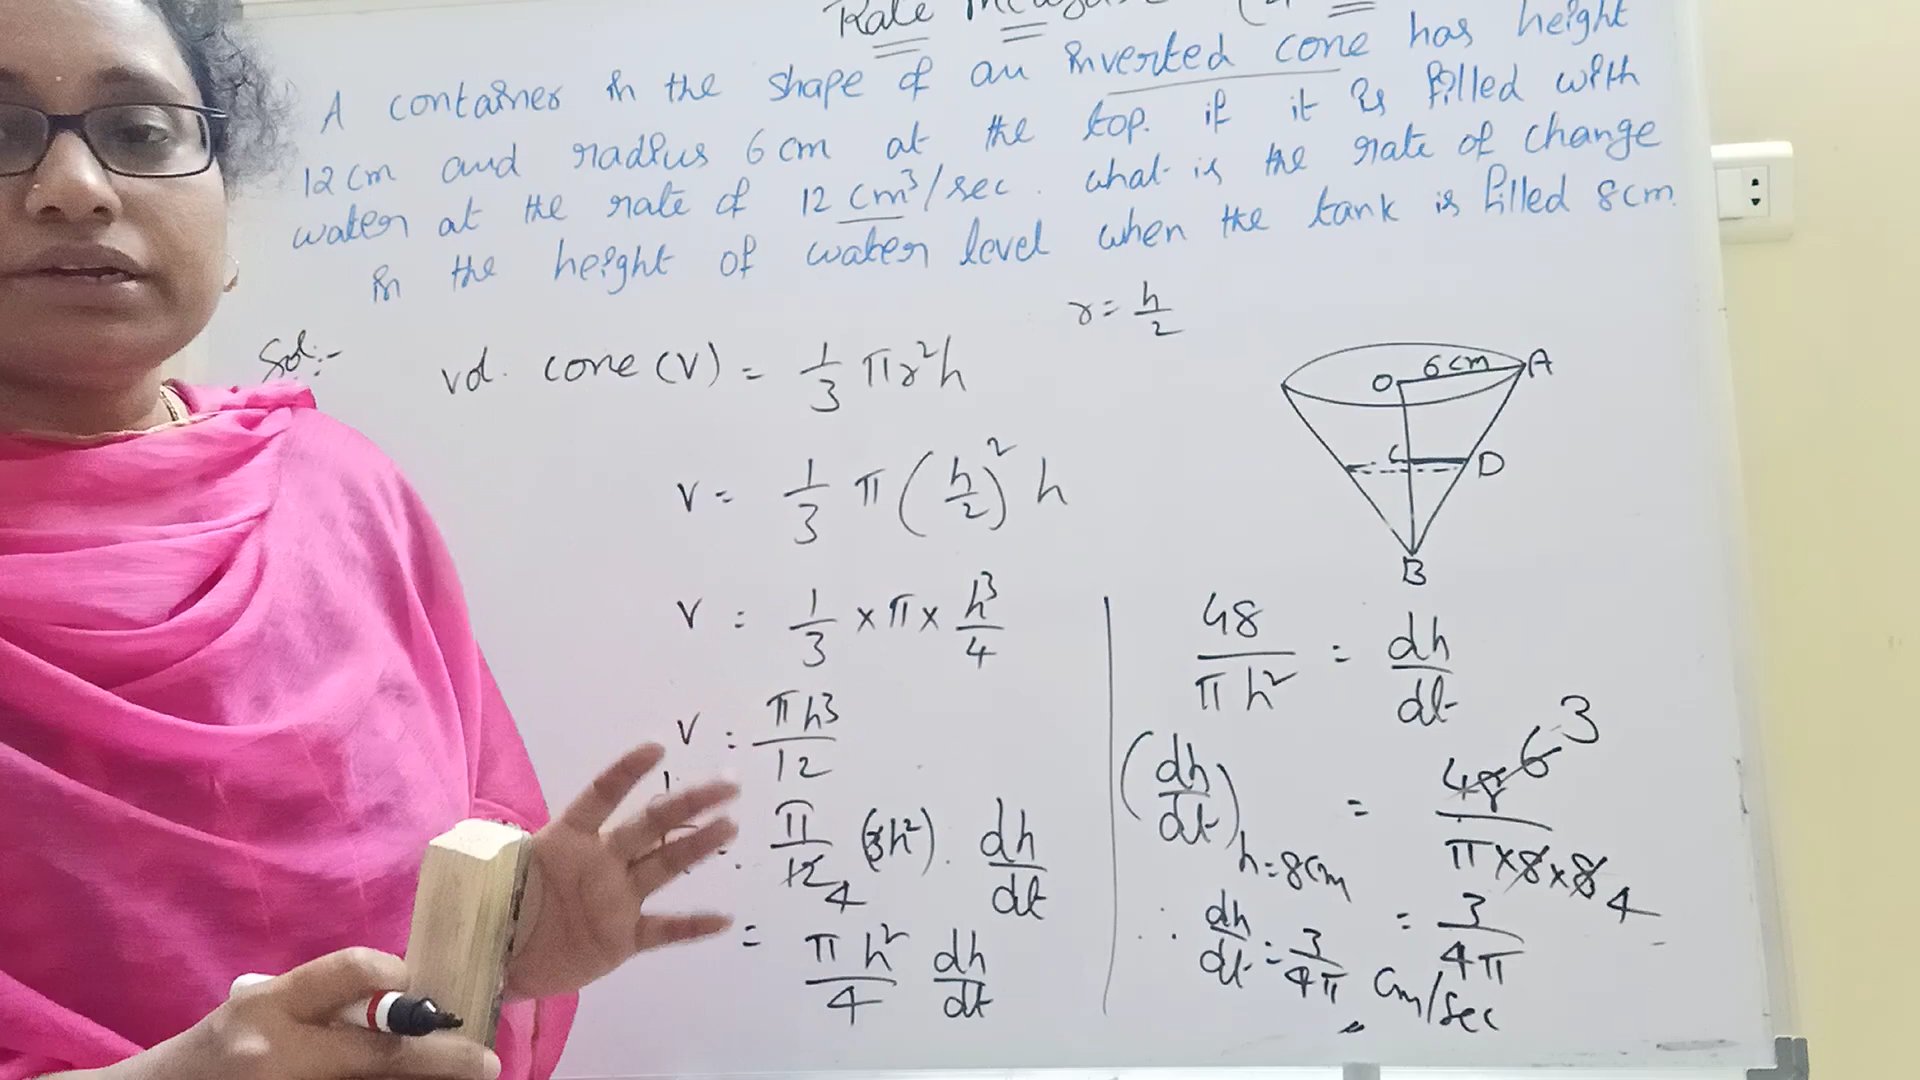 Rate
A container in the shape of an inverted cone has height
12 cm and radius 6 cm at the top. if it is filled with
water at the rate of 12 cm³/sec. what is the rate of change
in the height of water level when the tank is filled 8 cm.
Sol:-
vol. cone (V) = 1/3 πr²h
r = h/2
V = 1/3 π (h/2)² h
V = 1/3 × π × h³/4
V = πh³/12
π/12 4 (3h²) . dh/dt
= πh²/4 dh/dt
O 6 cm A
C D
B
48/πh² = dh/dt
(dh/dt) h=8cm = 48 6 3/π×8×8 4
= 3/4π
∴ dh/dt = 3/4π cm/sec